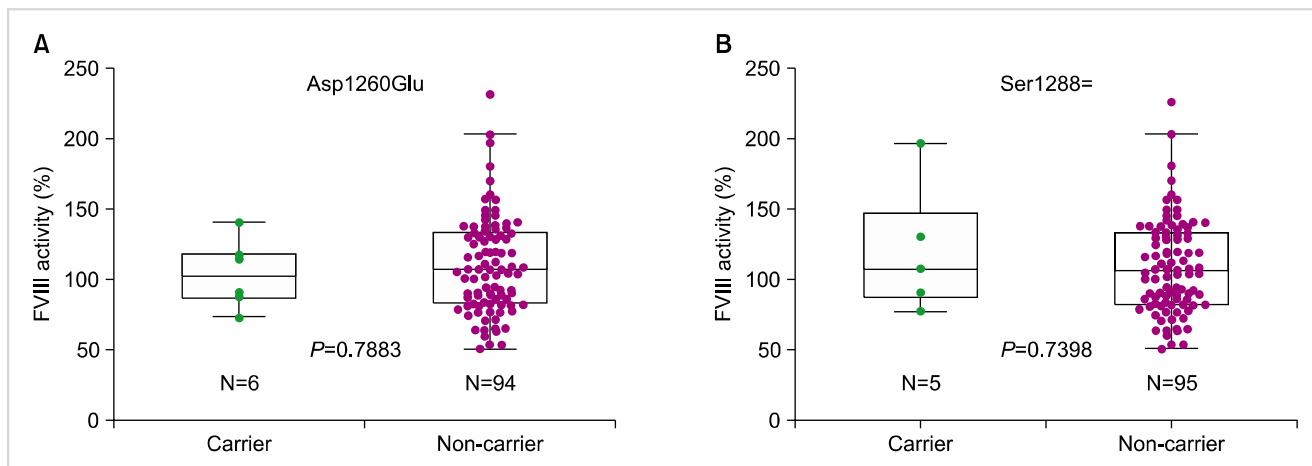 A
Asp1260Glu
FVIII activity (%)
250
200
150
100
50
0
P=0.7883
N=6
N=94
Carrier
Non-carrier
B
Ser1288=
FVIII activity (%)
250
200
150
100
50
0
P=0.7398
N=5
N=95
Carrier
Non-carrier